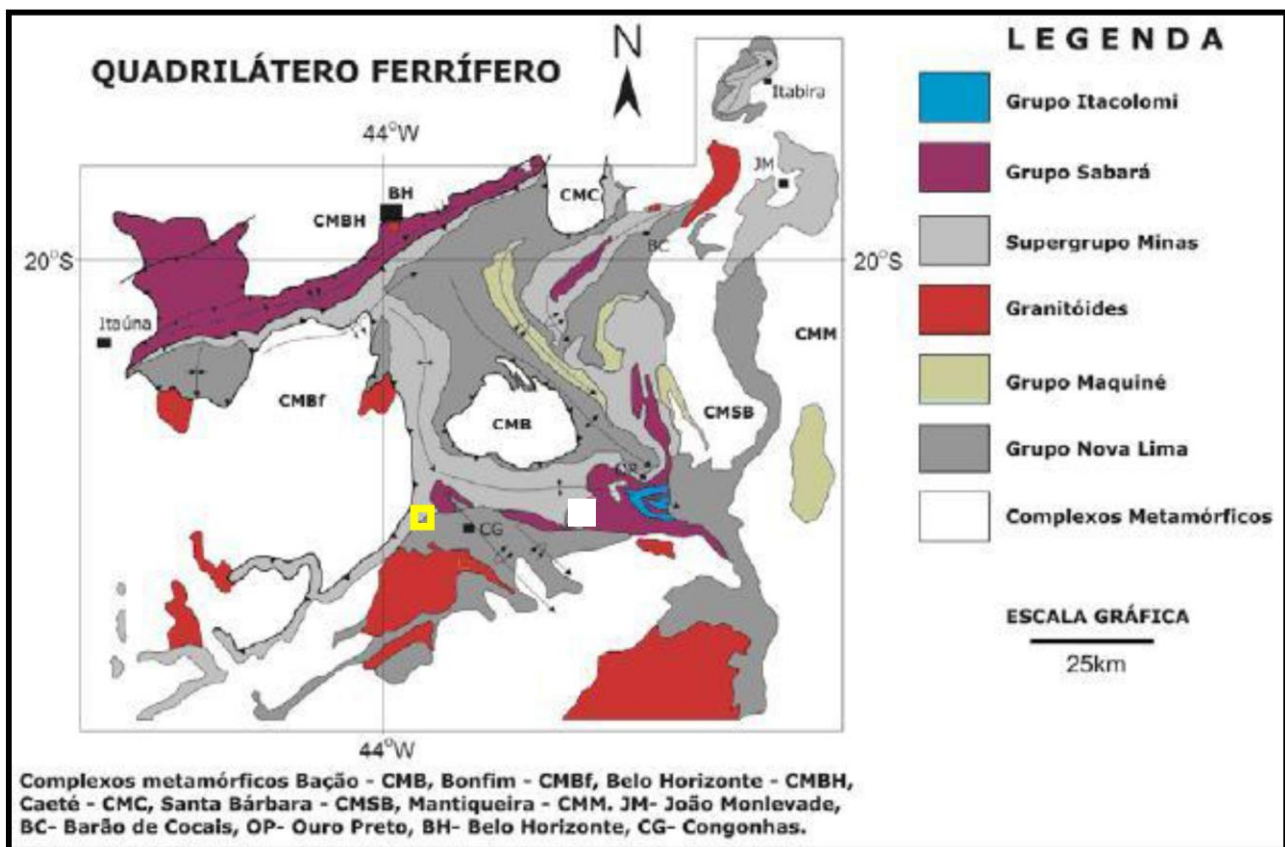 QUADRILÁTERO FERRÍFERO
N
LEGENDA
Itabira
44°W
Grupo Itacolomi
JM
BH
CMC
Grupo Sabará
CMBH
BC
20°S
20°S
Supergrupo Minas
Itaúna
CMM
Granitóides
CMBf
Grupo Maquiné
CMB
CMSB
Grupo Nova Lima
OP
CG
Complexos Metamórficos
ESCALA GRÁFICA
25km
44°W
Complexos metamórficos Bação - CMB, Bonfim - CMBf, Belo Horizonte - CMBH,
Caeté - CMC, Santa Bárbara - CMSB, Mantiqueira - CMM. JM- João Monlevade,
BC- Barão de Cocais, OP- Ouro Preto, BH- Belo Horizonte, CG- Congonhas.